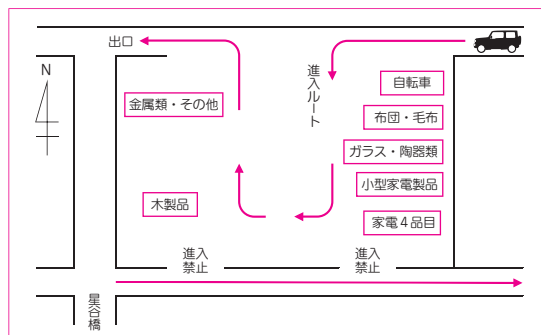 出口
N
進入ルート
自転車
金属類・その他
布団・毛布
ガラス・陶器類
小型家電製品
木製品
家電4品目
進入
禁止
進入
禁止
星谷橋